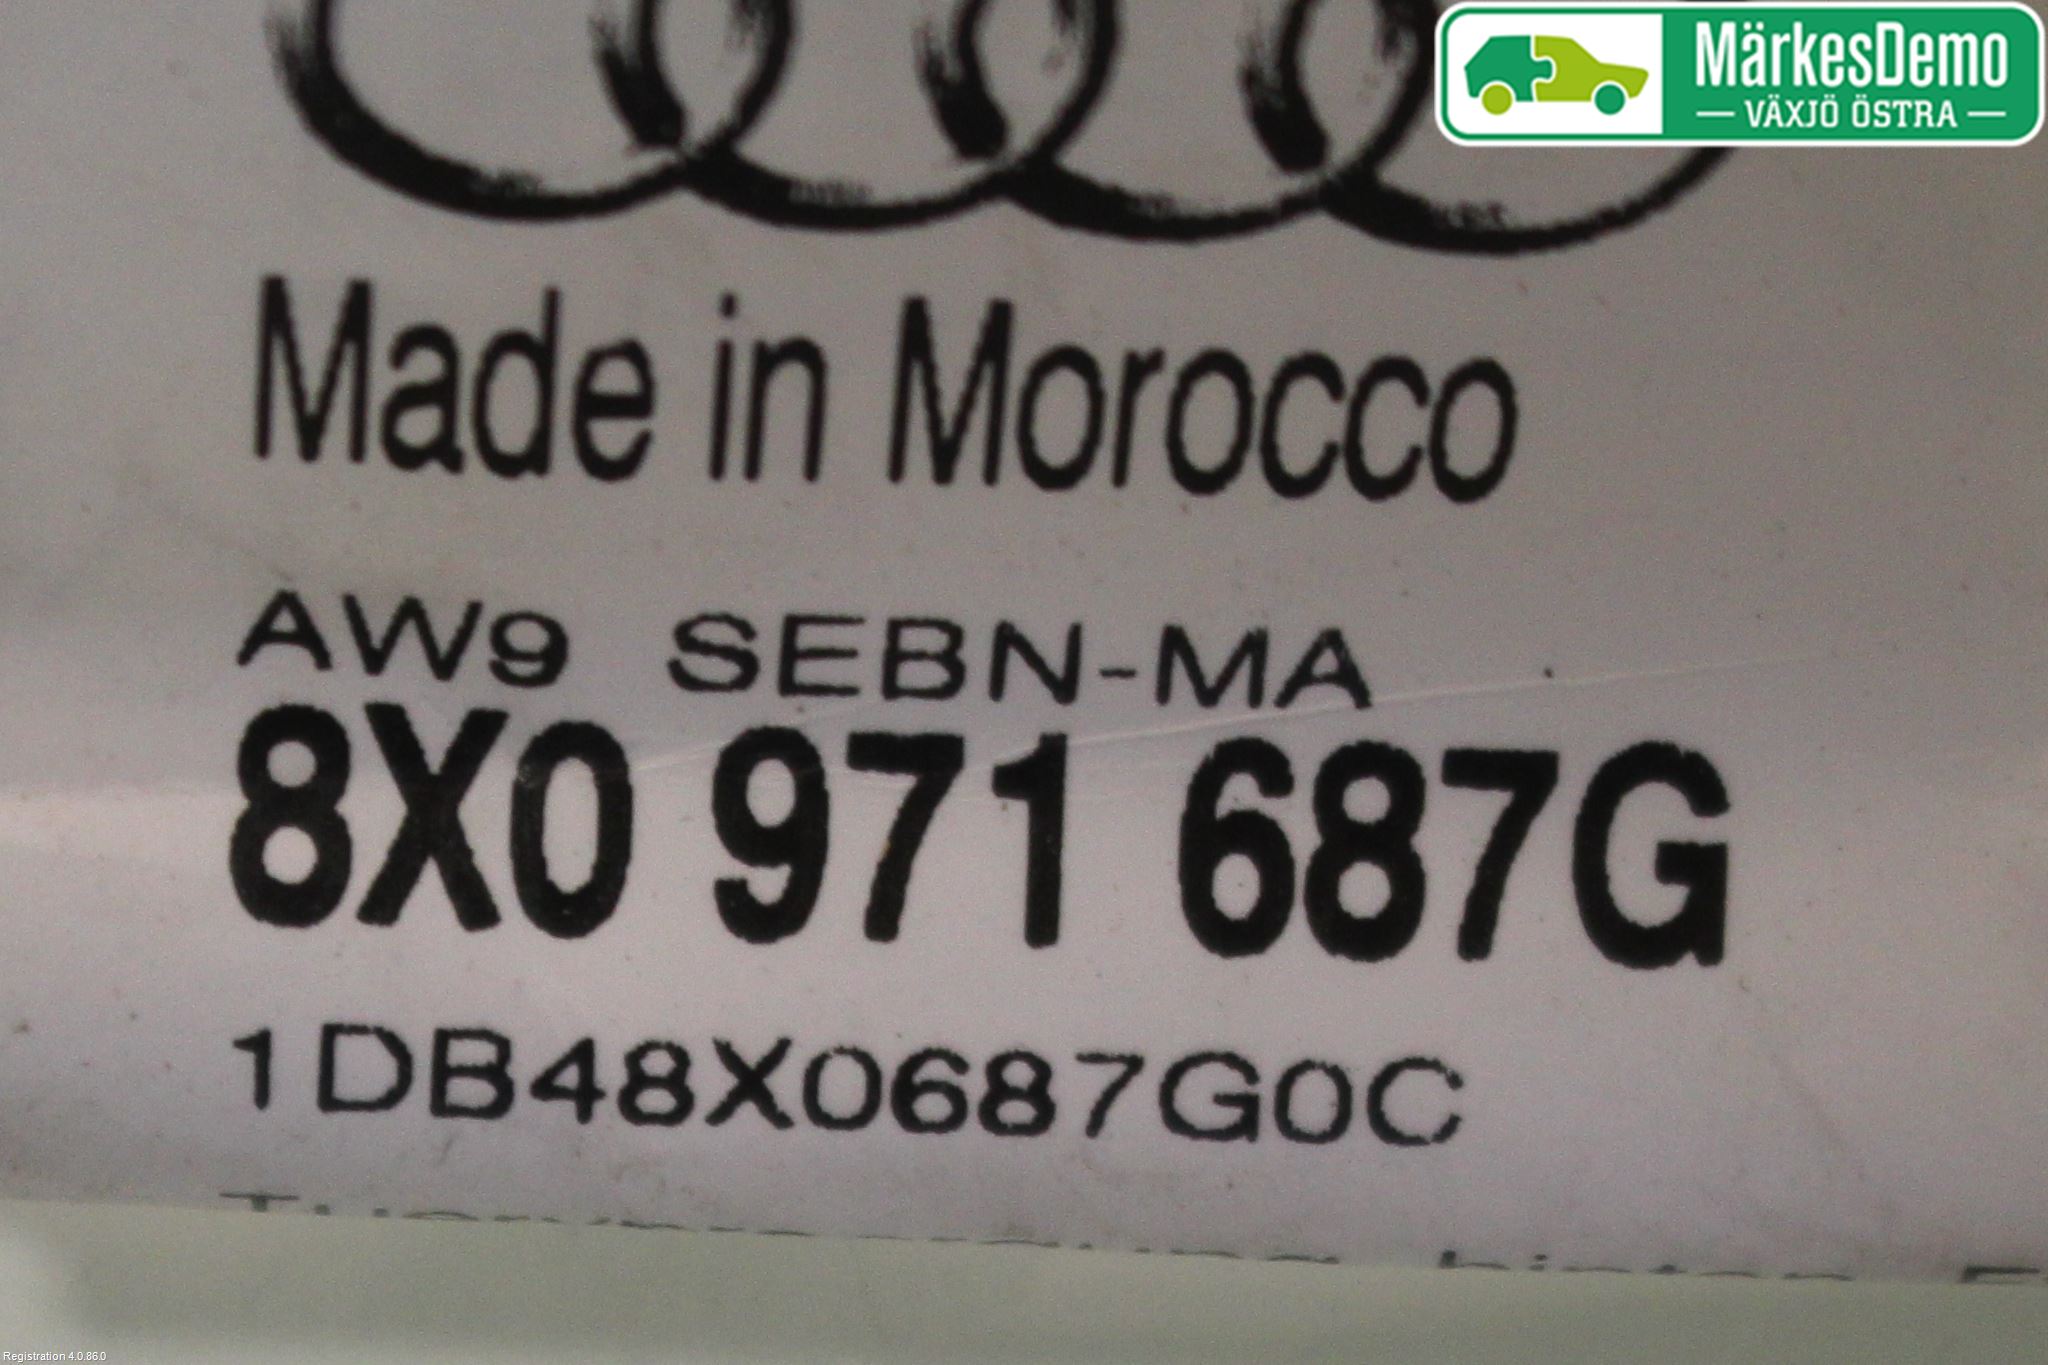 MärkesDemo
VÄXJÖ ÖSTRA
Made in Morocco
AW9 SEBN-MA
8X0 971 687G
1DB48X0687G0C
Registration 4.0.86.0